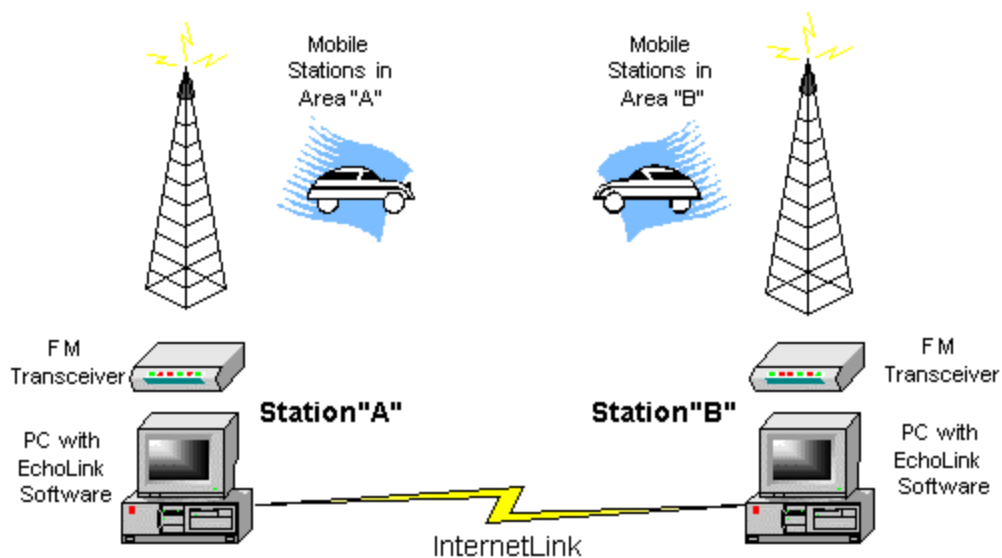 Mobile
Stations in
Area "A"
Mobile
Stations in
Area "B"
FM
Transceiver
FM
Transceiver
Station"A"
Station"B"
PC with
EchoLink
Software
PC with
EchoLink
Software
InternetLink